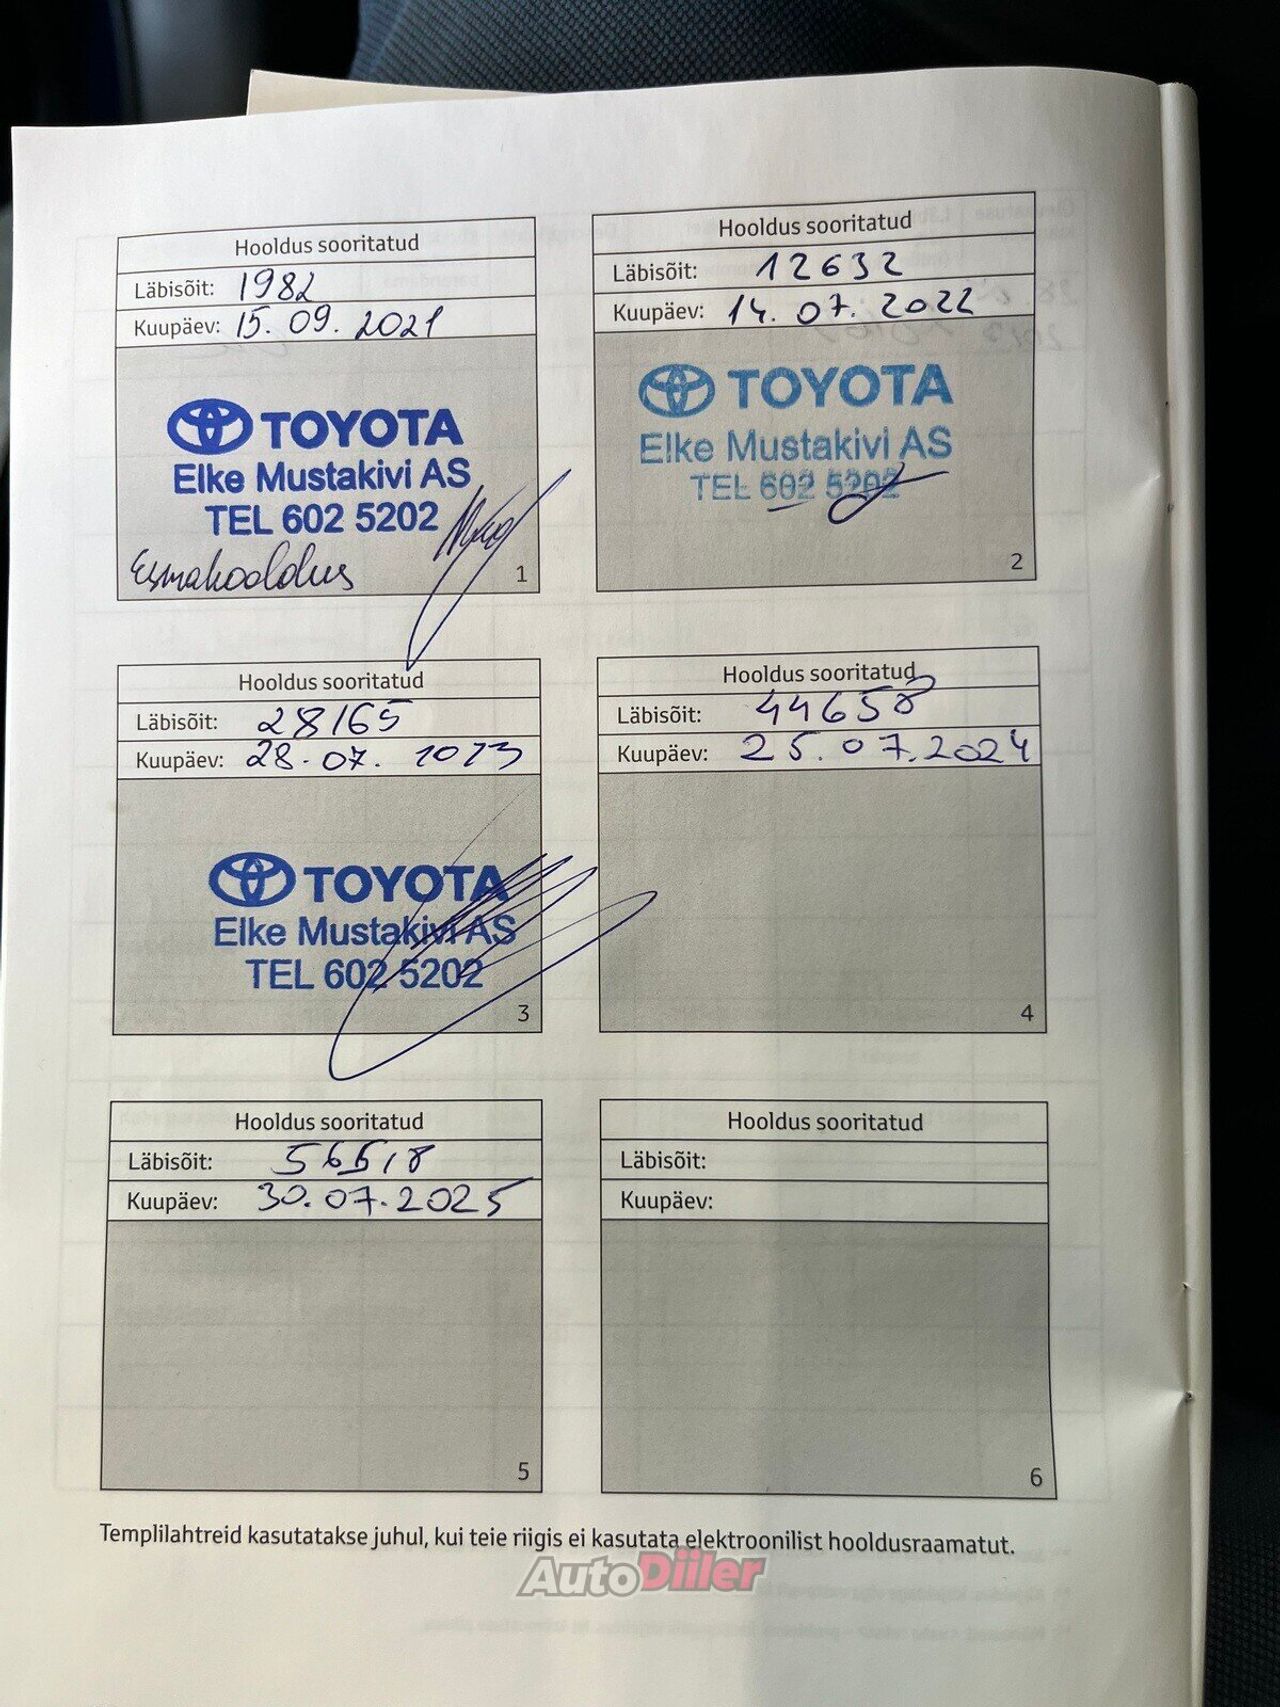 Hooldus sooritatud
Läbisõit: 1982
Kuupäev: 15. 09. 2021
TOYOTA
Elke Mustakivi AS
TEL 602 5202
Esmahooldus
1
Hooldus sooritatud
Läbisõit: 12632
Kuupäev: 14. 07. 2022
TOYOTA
Elke Mustakivi AS
TEL 602 5202
2
Hooldus sooritatud
Läbisõit: 28165
Kuupäev: 28. 07. 2023
TOYOTA
Elke Mustakivi AS
TEL 602 5202
3
Hooldus sooritatud
Läbisõit: 44658
Kuupäev: 25.07.2024
4
Hooldus sooritatud
Läbisõit: 56618
Kuupäev: 30.07.2025
5
Hooldus sooritatud
Läbisõit:
Kuupäev:
6
Templilahtreid kasutatakse juhul, kui teie riigis ei kasutata elektroonilist hooldusraamatut.
AutoDiiler